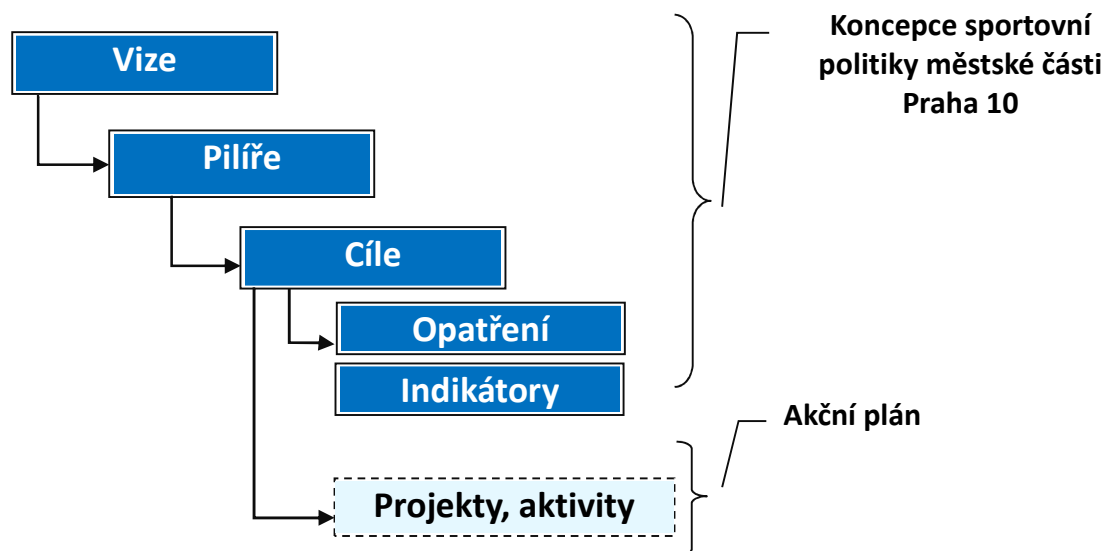 Koncepce sportovní
politiky městské části
Praha 10
Vize
Pilíře
Cíle
Opatření
Indikátory
Akční plán
Projekty, aktivity